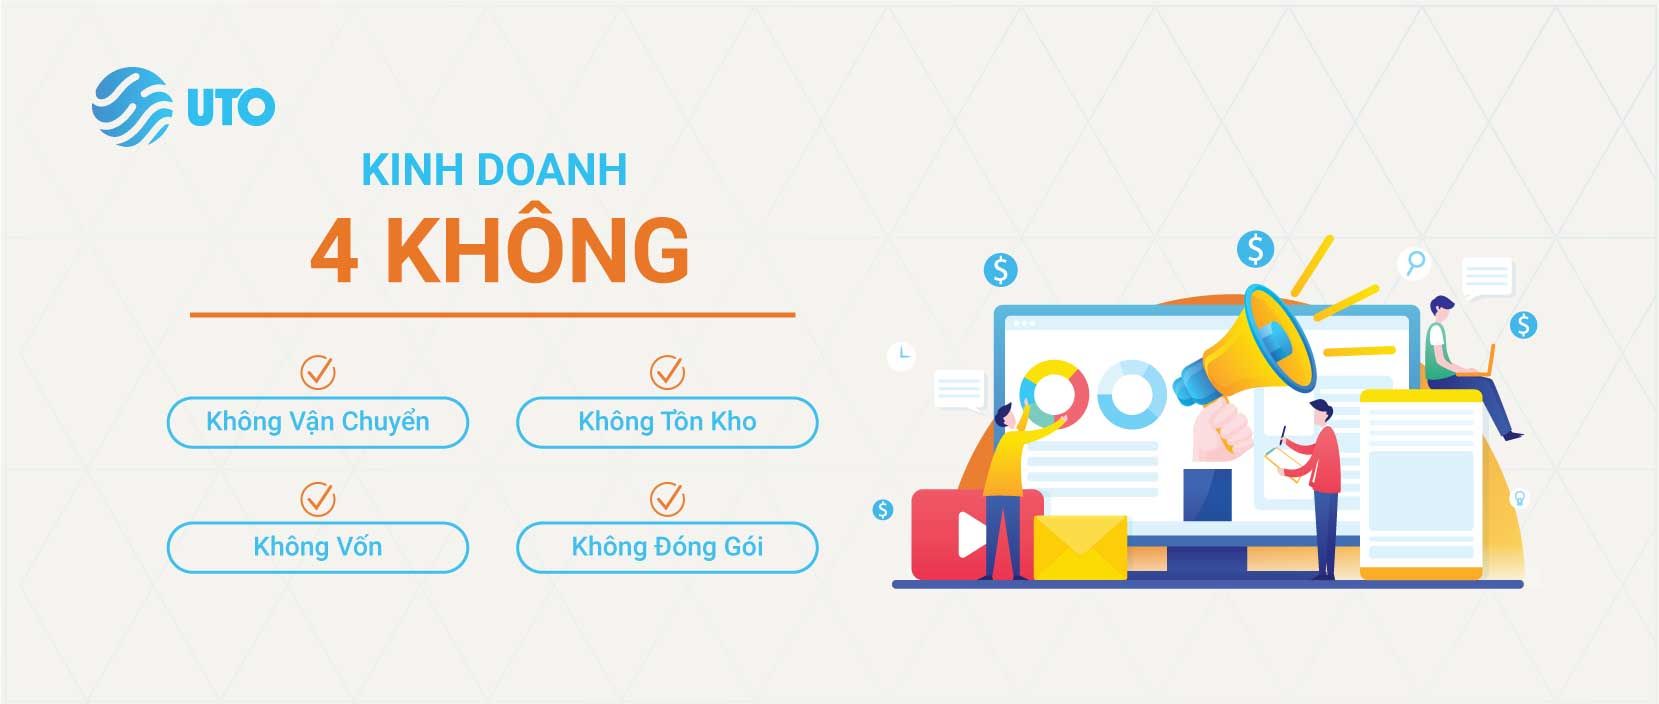 UTO
KINH DOANH
4 KHÔNG
Không Vận Chuyển
Không Tồn Kho
Không Vốn
Không Đóng Gói